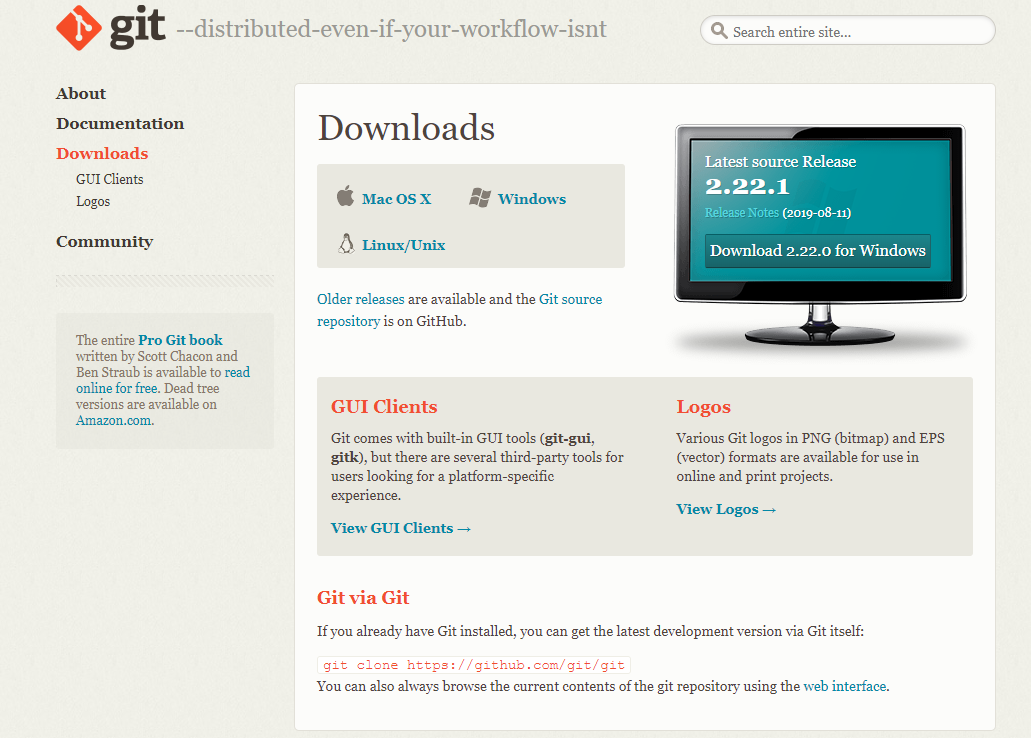 git --distributed-even-if-your-workflow-isnt
Search entire site...
About
Documentation
Downloads
GUI Clients
Logos
Community
The entire Pro Git book
written by Scott Chacon and
Ben Straub is available to read
online for free. Dead tree
versions are available on
Amazon.com.
Downloads
Mac OS X
Windows
Linux/Unix
Older releases are available and the Git source
repository is on GitHub.
Latest source Release
2.22.1
Release Notes (2019-08-11)
Download 2.22.0 for Windows
GUI Clients
Git comes with built-in GUI tools (git-gui,
gitk), but there are several third-party tools for
users looking for a platform-specific
experience.
View GUI Clients →
Logos
Various Git logos in PNG (bitmap) and EPS
(vector) formats are available for use in
online and print projects.
View Logos →
Git via Git
If you already have Git installed, you can get the latest development version via Git itself:
git clone https://github.com/git/git
You can also always browse the current contents of the git repository using the web interface.